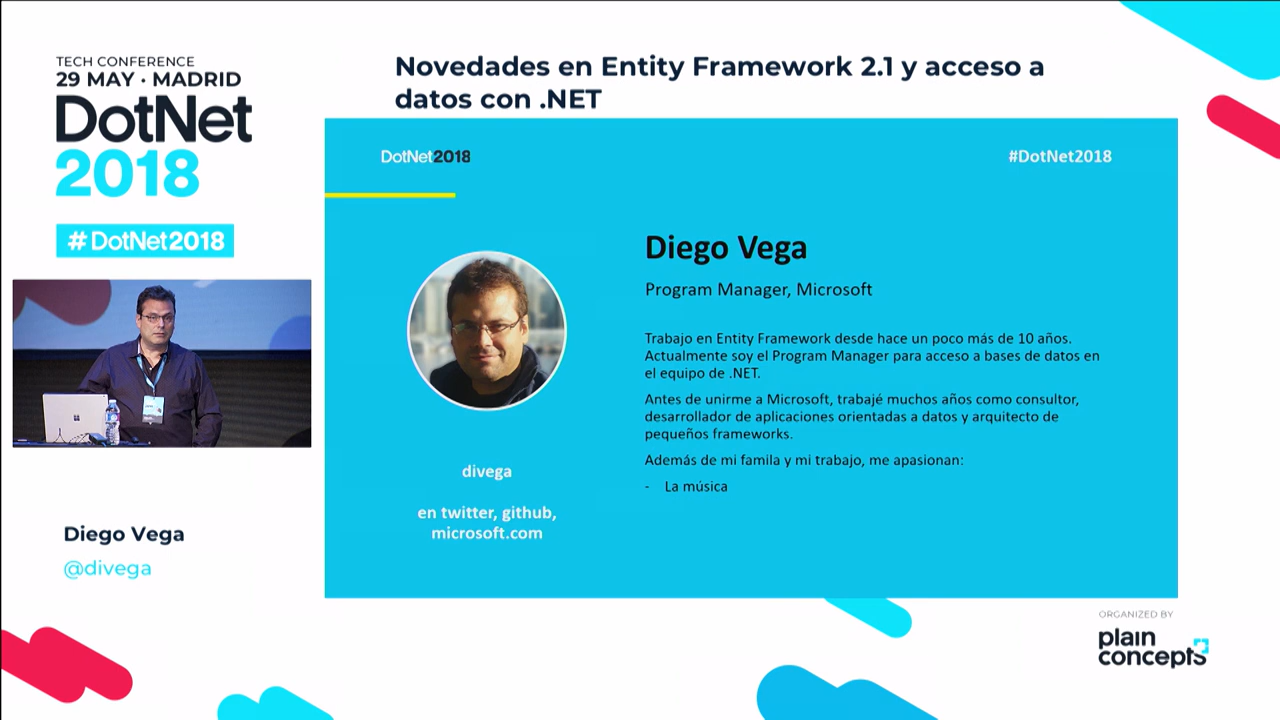 TECH CONFERENCE
29 MAY · MADRID
DotNet
2018
#DotNet2018
Novedades en Entity Framework 2.1 y acceso a
datos con .NET
DotNet2018
#DotNet2018
Diego Vega
Program Manager, Microsoft
Trabajo en Entity Framework desde hace un poco más de 10 años.
Actualmente soy el Program Manager para acceso a bases de datos en
el equipo de .NET.
Antes de unirme a Microsoft, trabajé muchos años como consultor,
desarrollador de aplicaciones orientadas a datos y arquitecto de
pequeños frameworks.
Además de mi famila y mi trabajo, me apasionan:
- La música
divega
en twitter, github,
microsoft.com
Diego Vega
@divega
ORGANIZED BY
plain
concepts